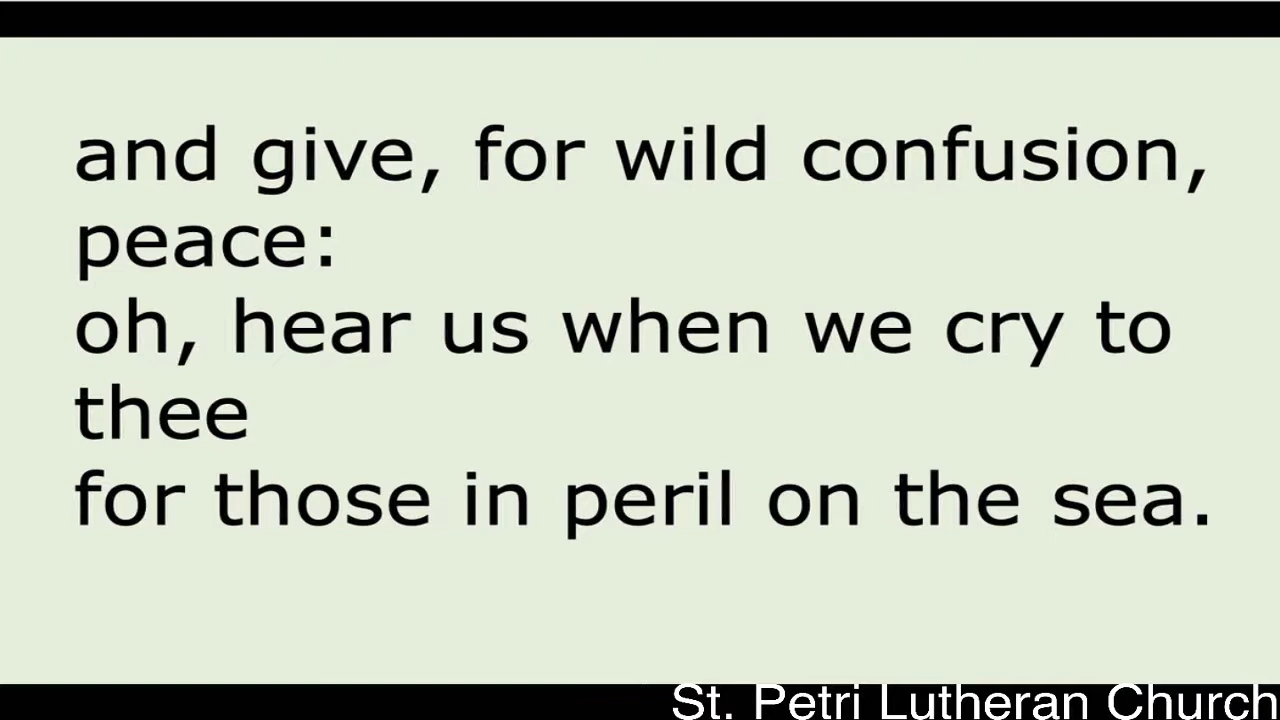 and give, for wild confusion,
peace:
oh, hear us when we cry to
thee
for those in peril on the sea.
St. Petri Lutheran Church